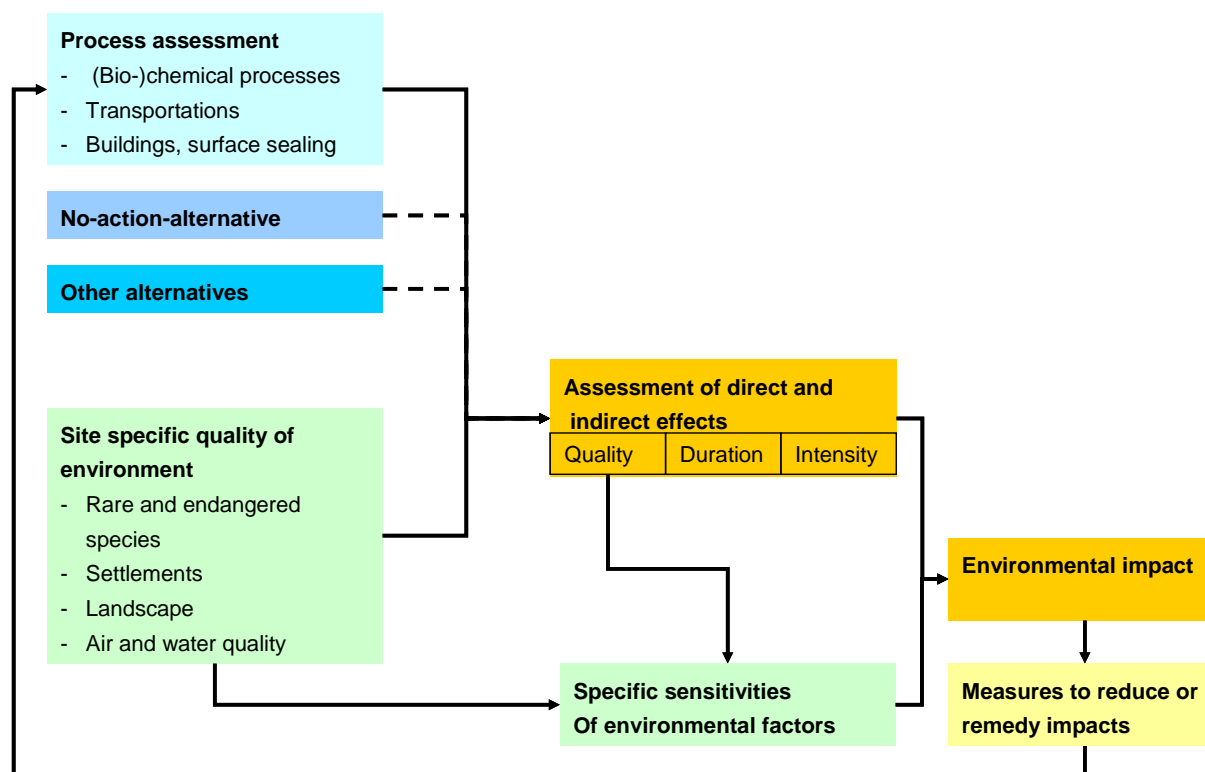 Process assessment
- (Bio-)chemical processes
- Transportations
- Buildings, surface sealing
No-action-alternative
Other alternatives
Site specific quality of
environment
- Rare and endangered
species
- Settlements
- Landscape
- Air and water quality
Assessment of direct and
indirect effects
Quality Duration Intensity
Specific sensitivities
Of environmental factors
Environmental impact
Measures to reduce or
remedy impacts